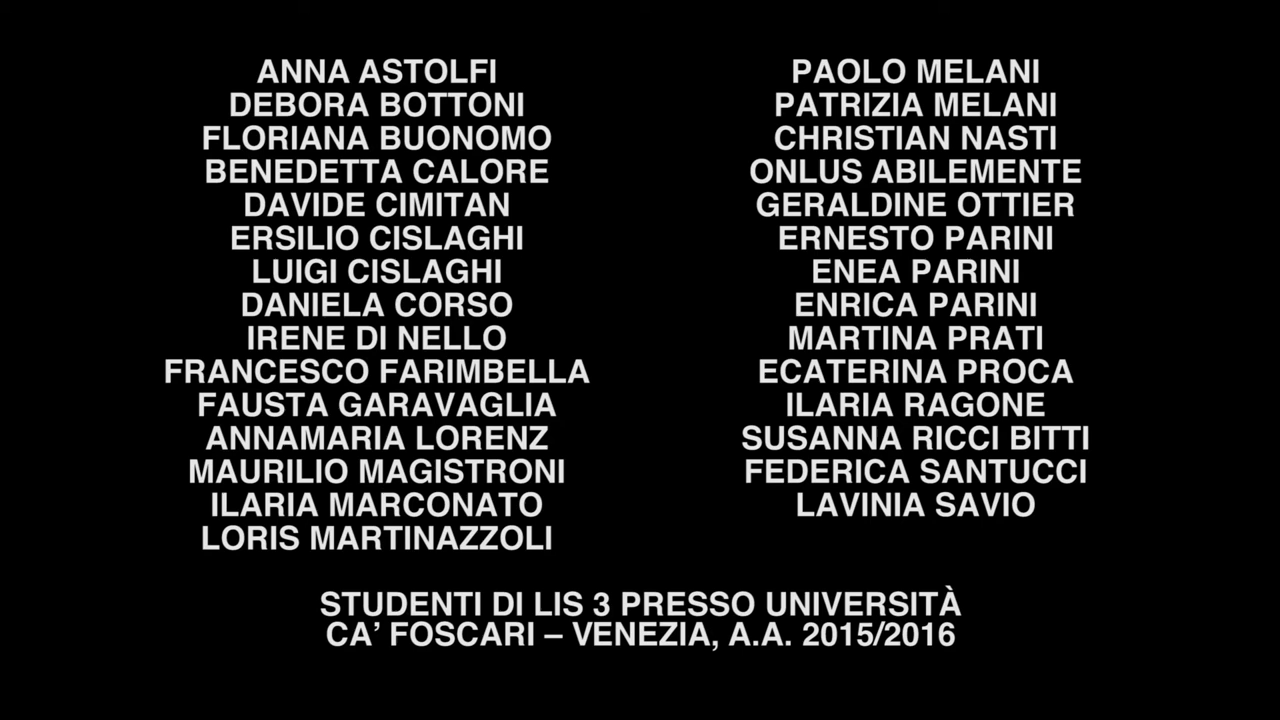 ANNA ASTOLFI
DEBORA BOTTONI
FLORIANA BUONOMO
BENEDETTA CALORE
DAVIDE CIMITAN
ERSILIO CISLAGHI
LUIGI CISLAGHI
DANIELA CORSO
IRENE DI NELLO
FRANCESCO FARIMBELLA
FAUSTA GARAVAGLIA
ANNAMARIA LORENZ
MAURILIO MAGISTRONI
ILARIA MARCONATO
LORIS MARTINAZZOLI
PAOLO MELANI
PATRIZIA MELANI
CHRISTIAN NASTI
ONLUS ABILEMENTE
GERALDINE OTTIER
ERNESTO PARINI
ENEA PARINI
ENRICA PARINI
MARTINA PRATI
ECATERINA PROCA
ILARIA RAGONE
SUSANNA RICCI BITTI
FEDERICA SANTUCCI
LAVINIA SAVIO
STUDENTI DI LIS 3 PRESSO UNIVERSITÀ
CA’ FOSCARI – VENEZIA, A.A. 2015/2016